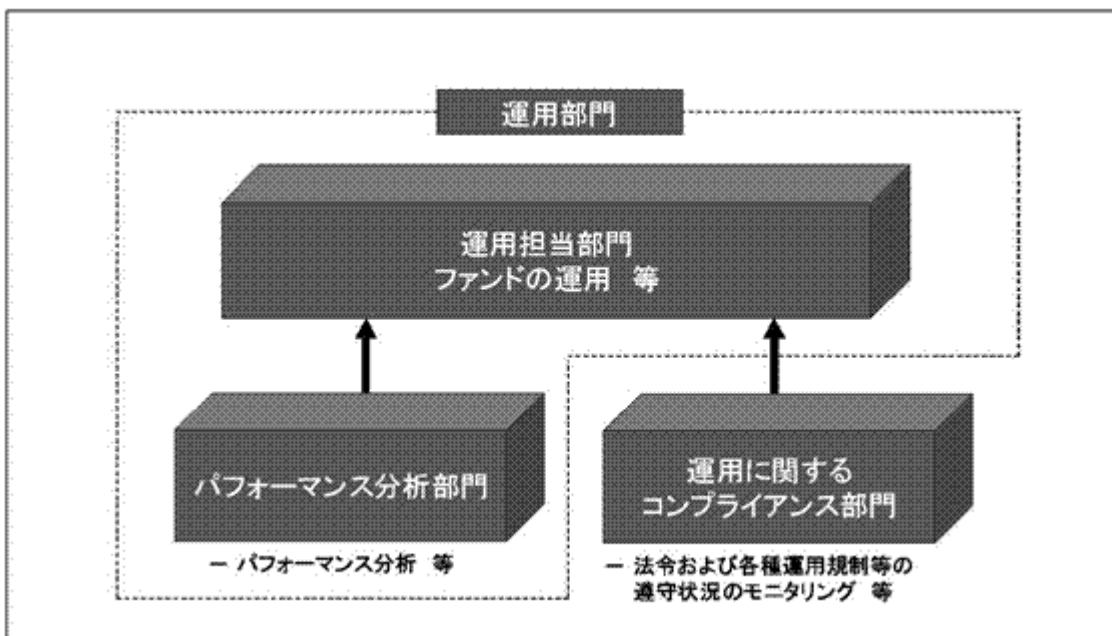 運用部門
運用担当部門
ファンドの運用 等
パフォーマンス分析部門
－ パフォーマンス分析 等
運用に関する
コンプライアンス部門
－ 法令および各種運用規制等の
遵守状況のモニタリング 等